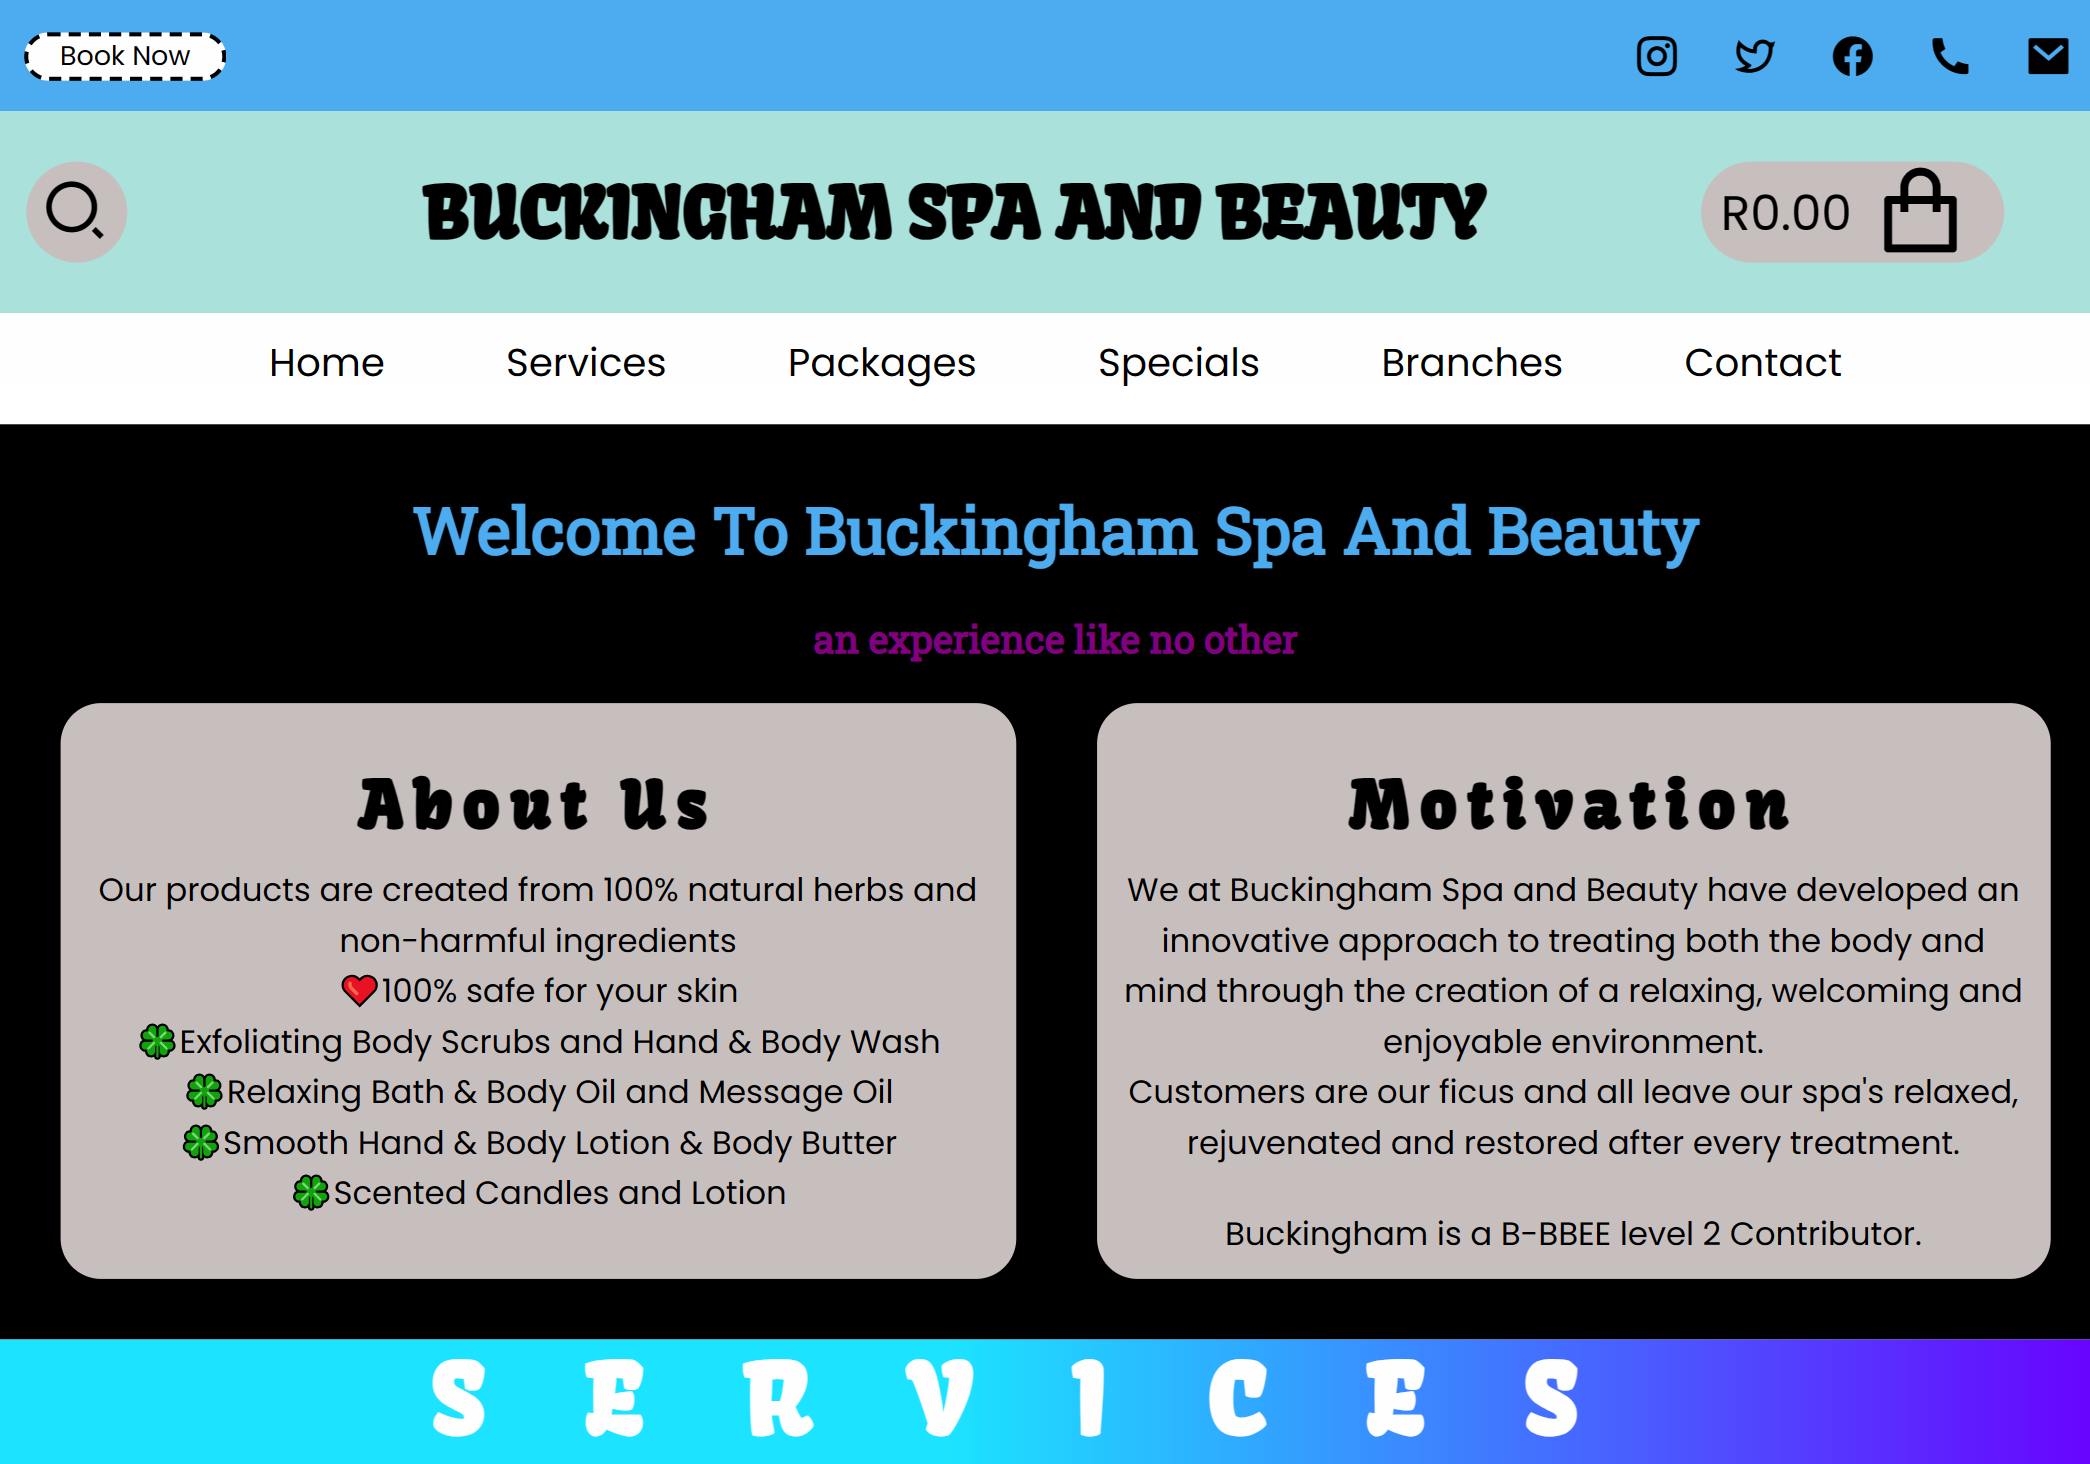 Book Now
BUCKINGHAM SPA AND BEAUTY
R0.00
Home Services Packages Specials Branches Contact
Welcome To Buckingham Spa And Beauty
an experience like no other
About Us
Our products are created from 100% natural herbs and
non-harmful ingredients
❤️100% safe for your skin
🍀Exfoliating Body Scrubs and Hand & Body Wash
🍀Relaxing Bath & Body Oil and Message Oil
🍀Smooth Hand & Body Lotion & Body Butter
🍀Scented Candles and Lotion
Motivation
We at Buckingham Spa and Beauty have developed an
innovative approach to treating both the body and
mind through the creation of a relaxing, welcoming and
enjoyable environment.
Customers are our ficus and all leave our spa's relaxed,
rejuvenated and restored after every treatment.
Buckingham is a B-BBEE level 2 Contributor.
SERVICES